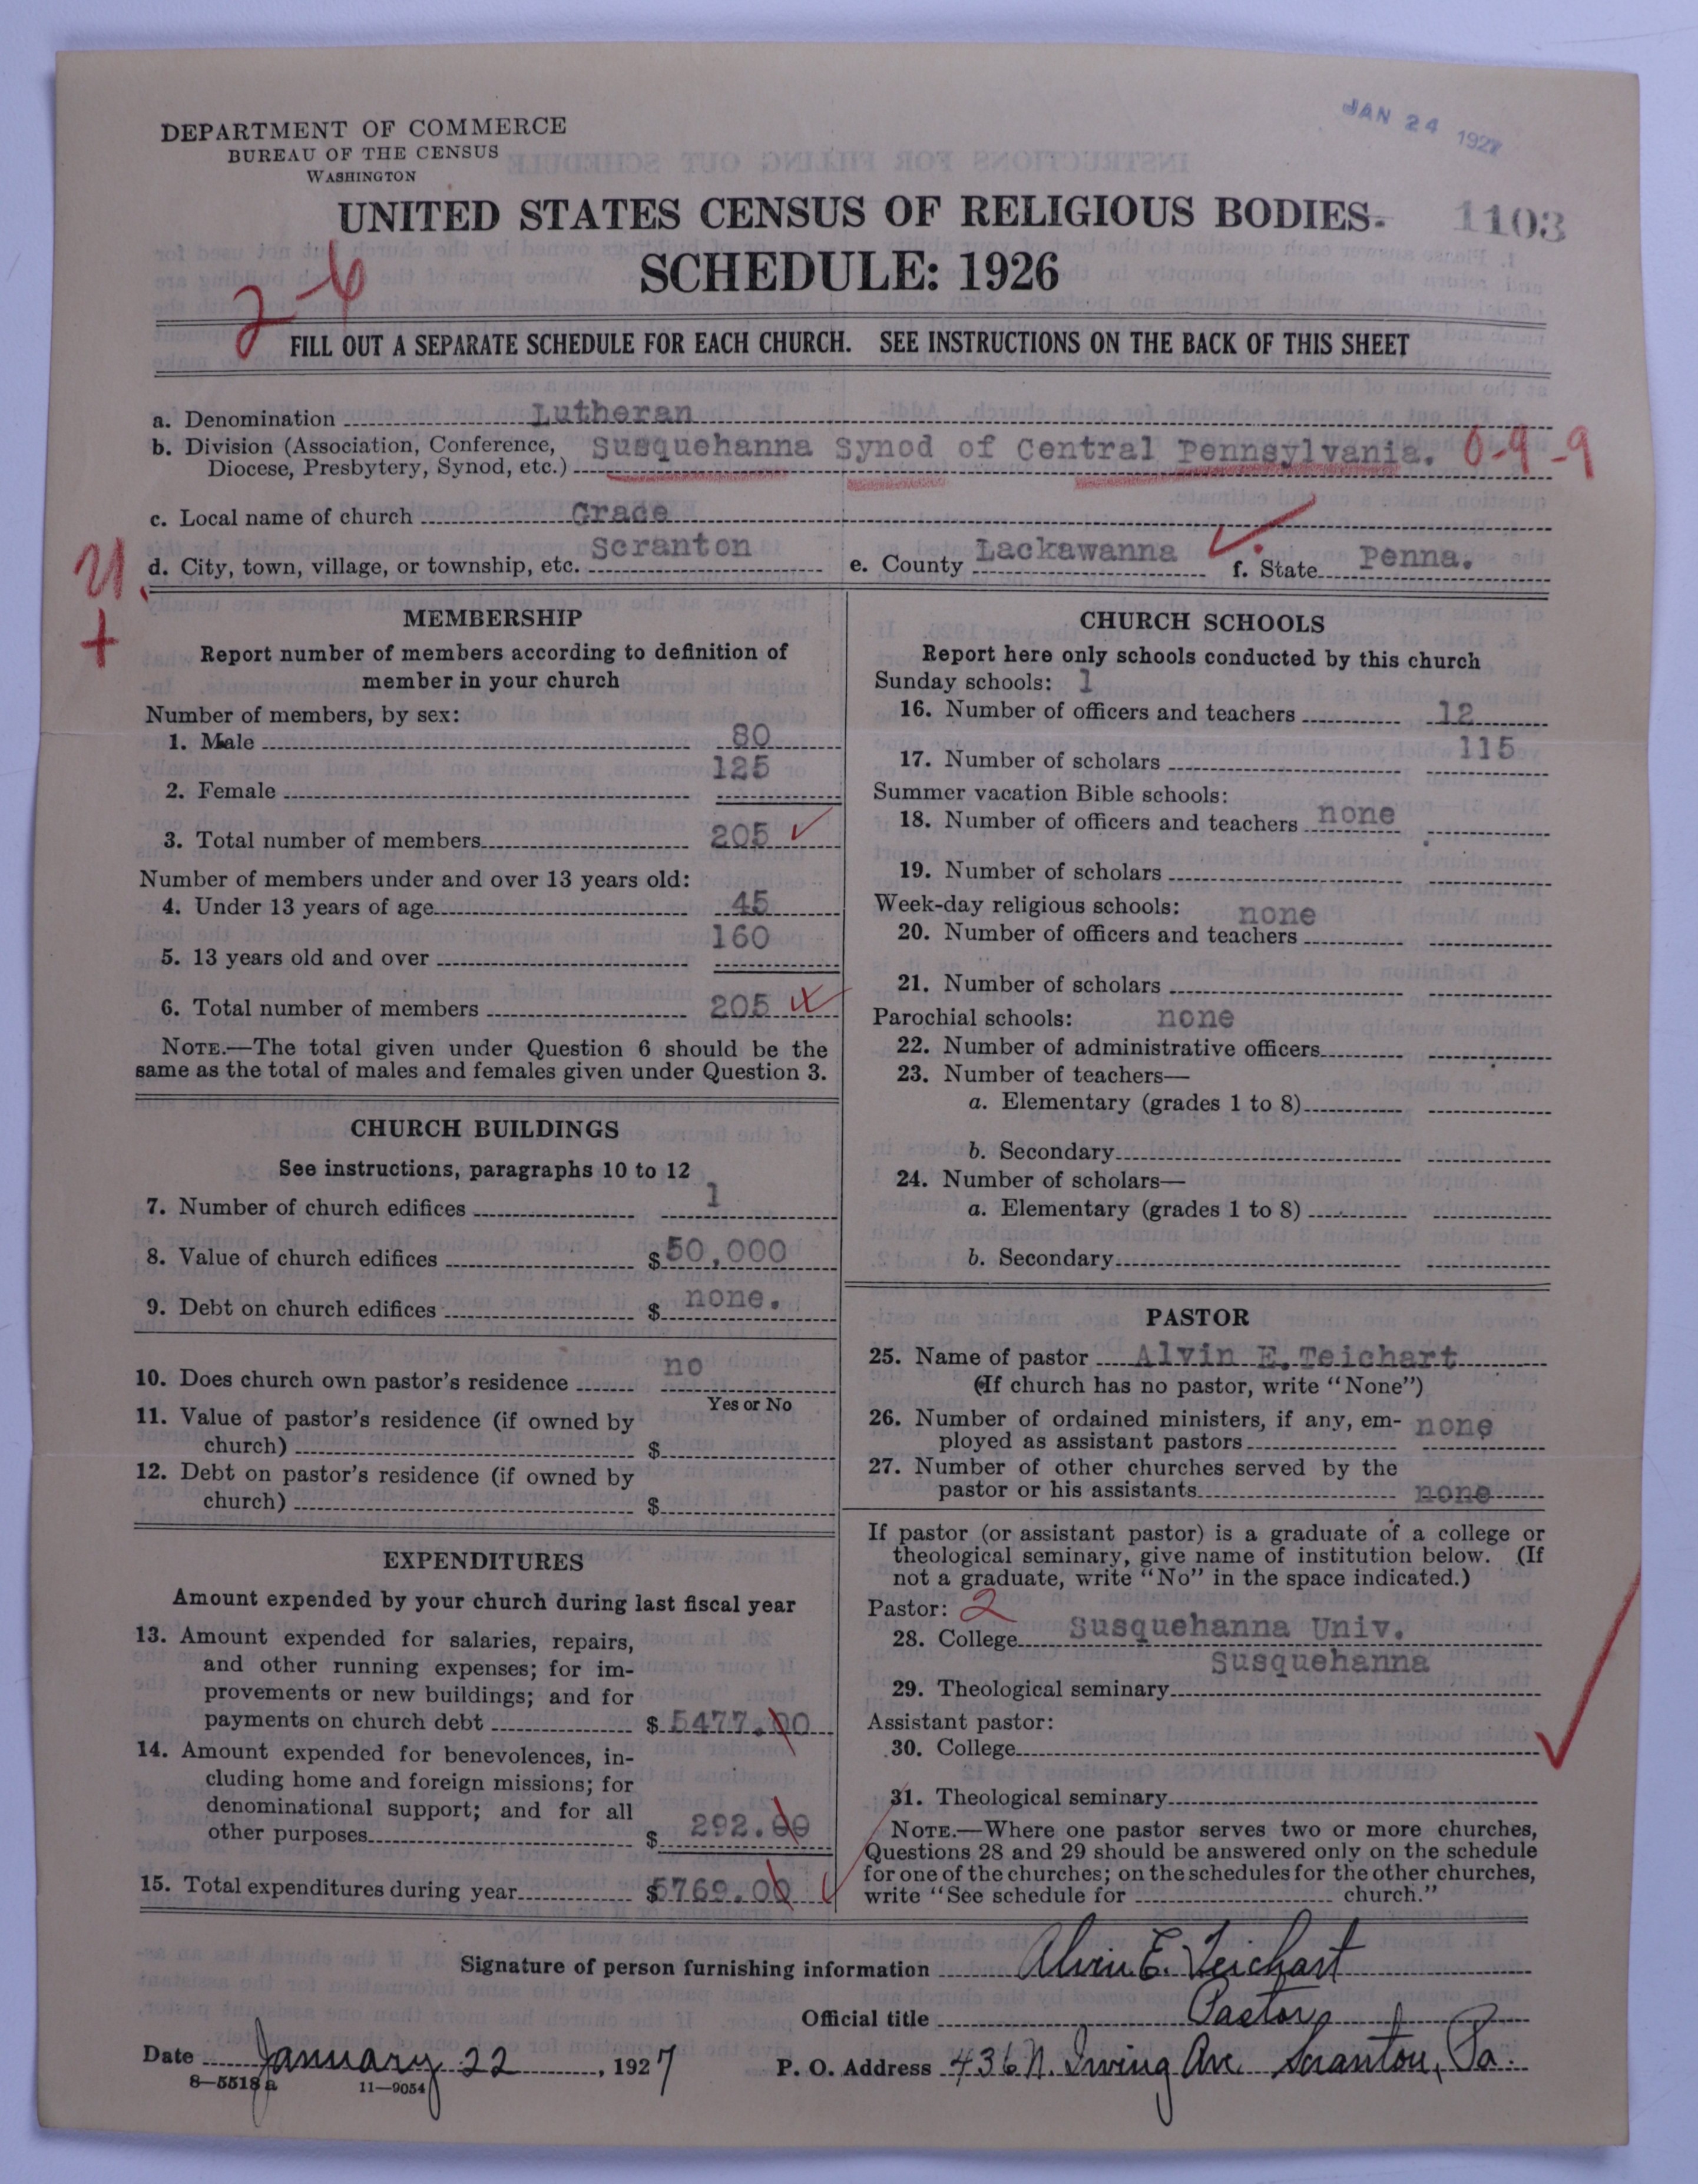 JAN 24 1927
DEPARTMENT OF COMMERCE
BUREAU OF THE CENSUS
WASHINGTON
UNITED STATES CENSUS OF RELIGIOUS BODIES.
1103
SCHEDULE: 1926
2-6
FILL OUT A SEPARATE SCHEDULE FOR EACH CHURCH. SEE INSTRUCTIONS ON THE BACK OF THIS SHEET
a. Denomination Lutheran
b. Division (Association, Conference, Susquehanna Synod of Central Pennsylvania. 0-9-9
Diocese, Presbytery, Synod, etc.)
c. Local name of church Grace
d. City, town, village, or township, etc. Scranton e. County Lackawanna f. State Penna.
+
MEMBERSHIP
Report number of members according to definition of
member in your church
Number of members, by sex:
1. Male 80
2. Female 125
3. Total number of members 205
Number of members under and over 13 years old:
4. Under 13 years of age 45
5. 13 years old and over 160
6. Total number of members 205
NOTE.—The total given under Question 6 should be the
same as the total of males and females given under Question 3.
CHURCH BUILDINGS
See instructions, paragraphs 10 to 12
7. Number of church edifices 1
8. Value of church edifices $50,000
9. Debt on church edifices $ none.
10. Does church own pastor's residence no
Yes or No
11. Value of pastor's residence (if owned by
church) $
12. Debt on pastor's residence (if owned by
church) $
EXPENDITURES
Amount expended by your church during last fiscal year
13. Amount expended for salaries, repairs,
and other running expenses; for im-
provements or new buildings; and for
payments on church debt $ 5477.00
14. Amount expended for benevolences, in-
cluding home and foreign missions; for
denominational support; and for all
other purposes $ 292.00
15. Total expenditures during year $5769.00
CHURCH SCHOOLS
Report here only schools conducted by this church
Sunday schools: 1
16. Number of officers and teachers 12
17. Number of scholars 115
Summer vacation Bible schools:
18. Number of officers and teachers none
19. Number of scholars
Week-day religious schools: none
20. Number of officers and teachers
21. Number of scholars
Parochial schools: none
22. Number of administrative officers
23. Number of teachers—
a. Elementary (grades 1 to 8)
b. Secondary
24. Number of scholars—
a. Elementary (grades 1 to 8)
b. Secondary
PASTOR
25. Name of pastor Alvin E. Teichart
(If church has no pastor, write "None")
26. Number of ordained ministers, if any, em-
ployed as assistant pastors none
27. Number of other churches served by the
pastor or his assistants none
If pastor (or assistant pastor) is a graduate of a college or
theological seminary, give name of institution below. (If
not a graduate, write "No" in the space indicated.)
Pastor: 2
28. College Susquehanna Univ.
29. Theological seminary Susquehanna
Assistant pastor:
30. College
31. Theological seminary
NOTE.—Where one pastor serves two or more churches,
Questions 28 and 29 should be answered only on the schedule
for one of the churches; on the schedules for the other churches,
write "See schedule for church."
Signature of person furnishing information Alvin E. Teichart
Official title Pastor
Date January 22, 1927 P. O. Address 436 N. Irving Ave. Scranton, Pa.
8—5518a 11—9054